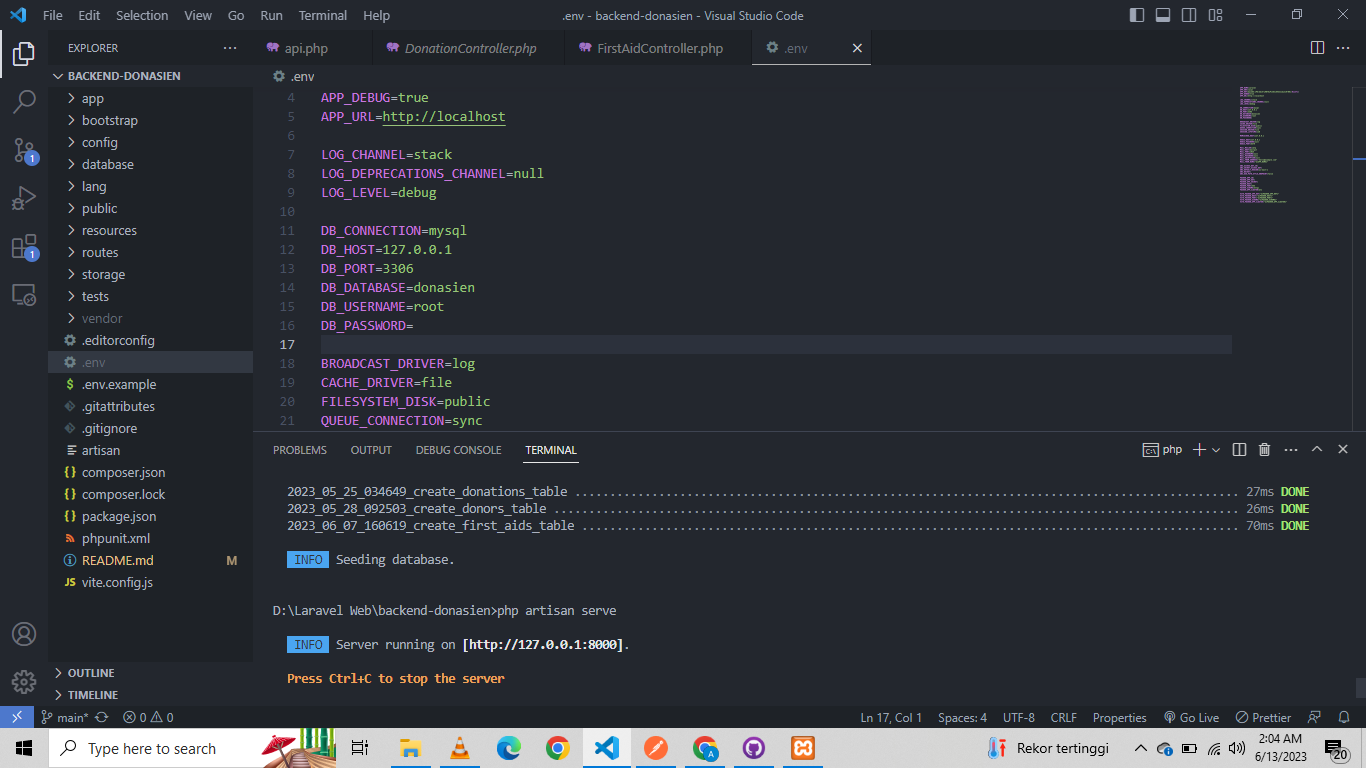 File Edit Selection View Go Run Terminal Help .env - backend-donasien - Visual Studio Code
EXPLORER
api.php DonationController.php FirstAidController.php .env
BACKEND-DONASIEN
app
bootstrap
config
database
lang
public
resources
routes
storage
tests
vendor
.editorconfig
.env
.env.example
.gitattributes
.gitignore
artisan
composer.json
composer.lock
package.json
phpunit.xml
README.md M
vite.config.js
OUTLINE
TIMELINE
1
1
.env
4 APP_DEBUG=true
5 APP_URL=http://localhost
6
7 LOG_CHANNEL=stack
8 LOG_DEPRECATIONS_CHANNEL=null
9 LOG_LEVEL=debug
10
11 DB_CONNECTION=mysql
12 DB_HOST=127.0.0.1
13 DB_PORT=3306
14 DB_DATABASE=donasien
15 DB_USERNAME=root
16 DB_PASSWORD=
17
18 BROADCAST_DRIVER=log
19 CACHE_DRIVER=file
20 FILESYSTEM_DISK=public
21 QUEUE_CONNECTION=sync
PROBLEMS OUTPUT DEBUG CONSOLE TERMINAL php
2023_05_25_034649_create_donations_table ........ 27ms DONE
2023_05_28_092503_create_donors_table ........ 26ms DONE
2023_06_07_160619_create_first_aids_table ........ 70ms DONE
INFO Seeding database.
D:\Laravel Web\backend-donasien>php artisan serve
INFO Server running on [http://127.0.0.1:8000].
Press Ctrl+C to stop the server
main* 0 0 Ln 17, Col 1 Spaces: 4 UTF-8 CRLF Properties Go Live Prettier
Type here to search Rekor tertinggi 2:04 AM
6/13/2023 20